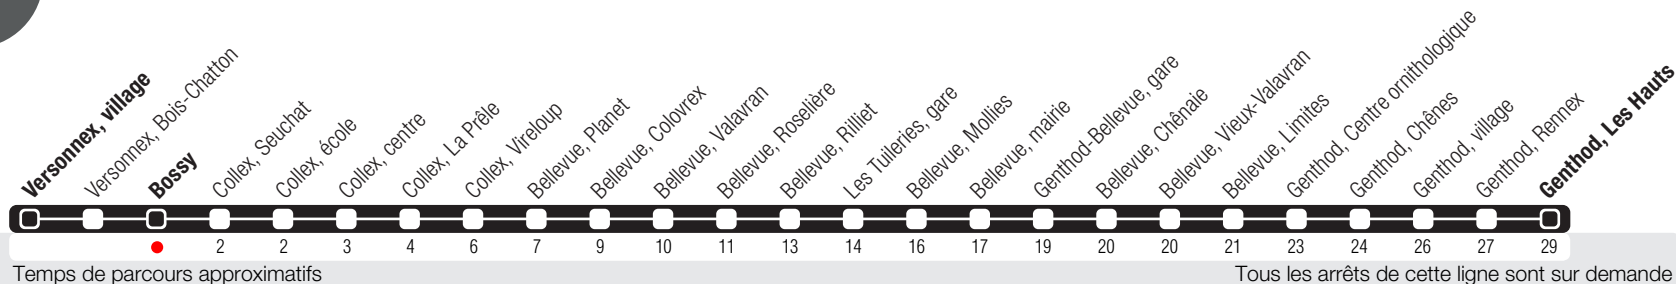 Versonnex, village
Versonnex, Bois-Chatton
Bossy
Collex, Seuchat
Collex, école
Collex, centre
Collex, La Prêle
Collex, Vireloup
Bellevue, Planet
Bellevue, Colovrex
Bellevue, Valavran
Bellevue, Roselière
Bellevue, Rilliet
Les Tuileries, gare
Bellevue, Mollies
Bellevue, mairie
Genthod-Bellevue, gare
Bellevue, Chênaie
Bellevue, Vieux-Valavran
Bellevue, Limites
Genthod, Centre ornithologique
Genthod, Chênes
Genthod, village
Genthod, Rennex
Genthod, Les Hauts
2 2 3 4 6 7 9 10 11 13 14 16 17 19 20 20 21 23 24 26 27 29
Temps de parcours approximatifs
Tous les arrêts de cette ligne sont sur demande